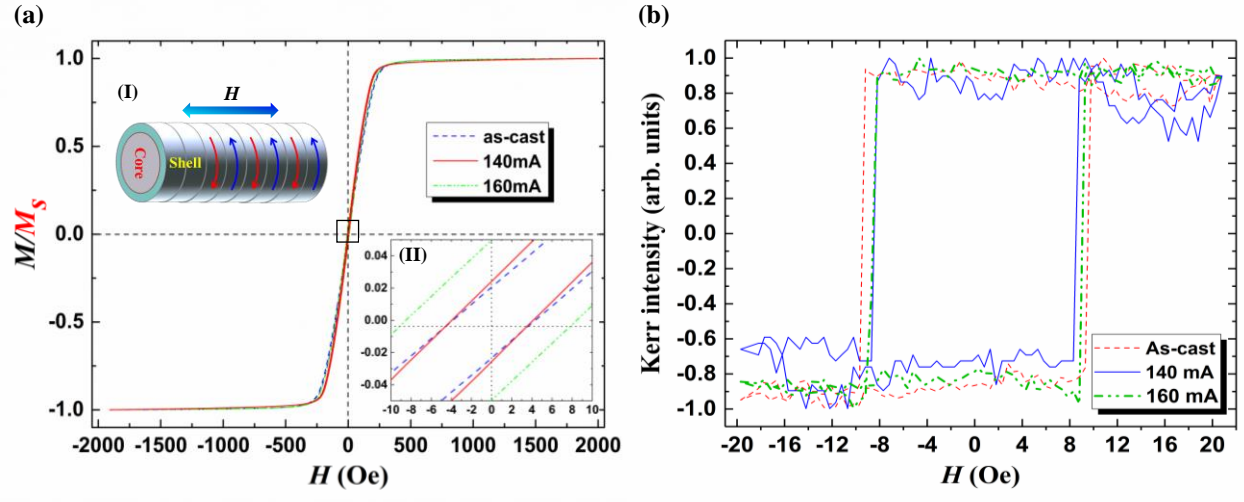 (a)
1.0
0.5
0.0
-0.5
-1.0
M/Ms
-2000 -1500 -1000 -500 0 500 1000 1500 2000
H (Oe)
(I)
H
Core
Shell
as-cast
140mA
160mA
(II)
0.04
0.02
0.00
-0.02
-0.04
-10 -8 -6 -4 -2 0 2 4 6 8 10
(b)
1.0
0.8
0.6
0.4
0.2
0.0
-0.2
-0.4
-0.6
-0.8
-1.0
Kerr intensity (arb. units)
-20 -16 -12 -8 -4 0 4 8 12 16 20
H (Oe)
As-cast
140 mA
160 mA